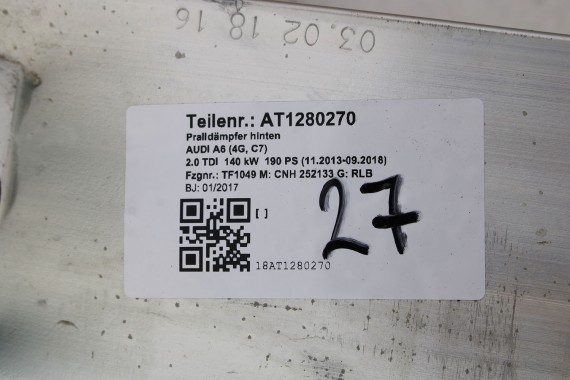 03.02 18 16
Teilenr.: AT1280270
Pralldämpfer hinten
AUDI A6 (4G, C7)
2.0 TDI 140 kW 190 PS (11.2013-09.2018)
Fzgnr.: TF1049 M: CNH 252133 G: RLB
BJ: 01/2017
[ ]
27
18AT1280270